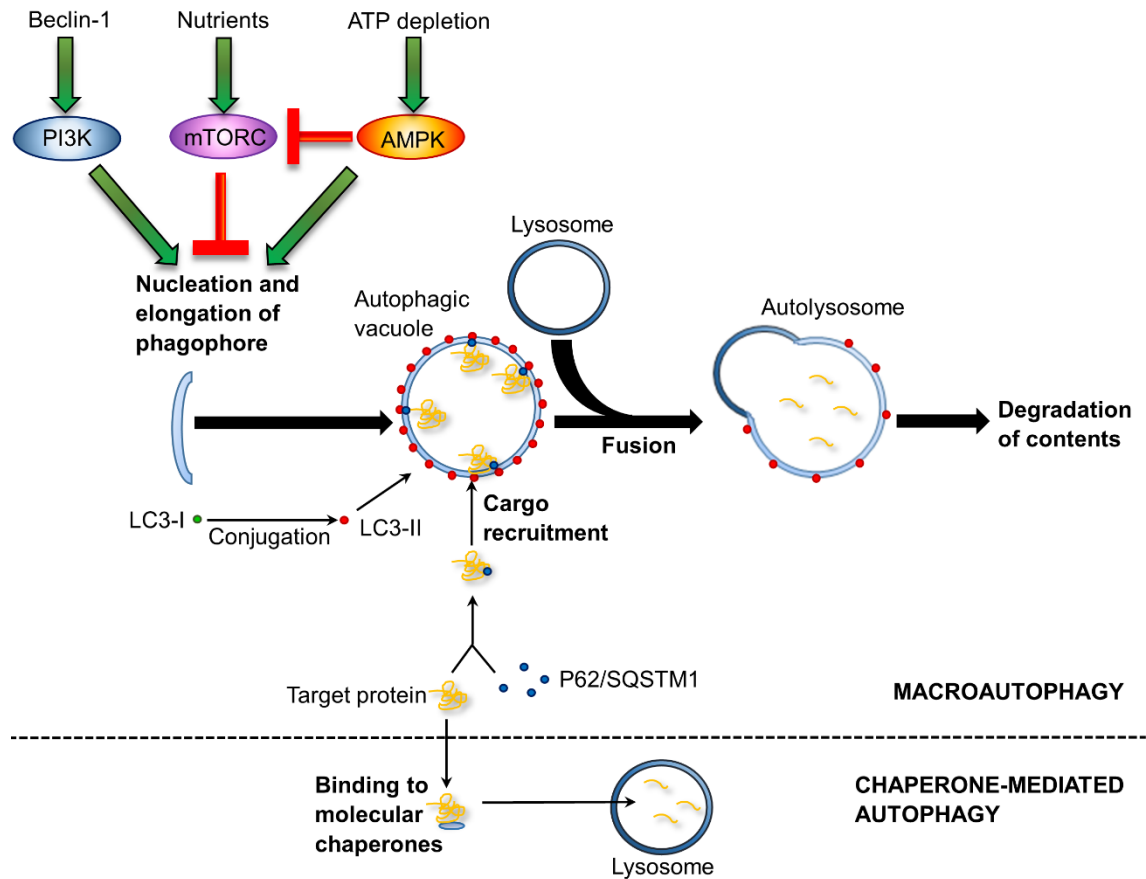 Beclin-1
Nutrients
ATP depletion
PI3K
mTORC
AMPK
Nucleation and
elongation of
phagophore
Lysosome
Autophagic
vacuole
Autolysosome
Fusion
Degradation
of contents
LC3-I
Conjugation
LC3-II
Cargo
recruitment
Target protein
P62/SQSTM1
MACROAUTOPHAGY
Binding to
molecular
chaperones
Lysosome
CHAPERONE-MEDIATED
AUTOPHAGY